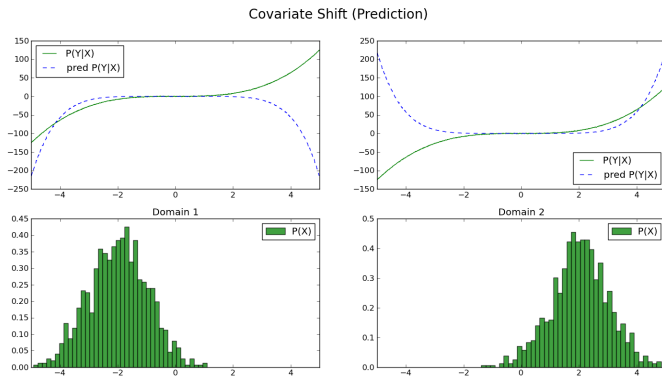 Covariate Shift (Prediction)
150
100
50
0
−50
−100
−150
−200
−250
P(Y|X)
pred P(Y|X)
−4 −2 0 2 4
250
200
150
100
50
0
−50
−100
−150
P(Y|X)
pred P(Y|X)
−4 −2 0 2 4
Domain 1
0.45
0.40
0.35
0.30
0.25
0.20
0.15
0.10
0.05
0.00
P(X)
−4 −2 0 2 4
Domain 2
0.5
0.4
0.3
0.2
0.1
0.0
P(X)
−4 −2 0 2 4